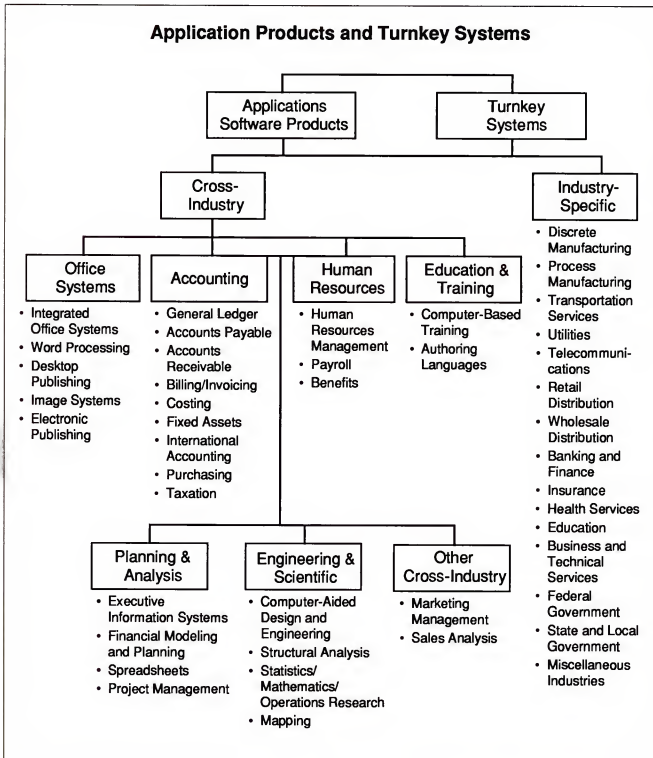 Application Products and Turnkey Systems
Applications
Software Products
Turnkey
Systems
Cross-
Industry
Industry-
Specific
• Discrete
Manufacturing
• Process
Manufacturing
• Transportation
Services
• Utilities
• Telecommuni-
cations
• Retail
Distribution
• Wholesale
Distribution
• Banking and
Finance
• Insurance
• Health Services
• Education
• Business and
Technical
Services
• Federal
Government
• State and Local
Government
• Miscellaneous
Industries
Office
Systems
• Integrated
Office Systems
• Word Processing
• Desktop
Publishing
• Image Systems
• Electronic
Publishing
Accounting
• General Ledger
• Accounts Payable
• Accounts
Receivable
• Billing/Invoicing
• Costing
• Fixed Assets
• International
Accounting
• Purchasing
• Taxation
Human
Resources
• Human
Resources
Management
• Payroll
• Benefits
Education &
Training
• Computer-Based
Training
• Authoring
Languages
Planning &
Analysis
• Executive
Information Systems
• Financial Modeling
and Planning
• Spreadsheets
• Project Management
Engineering &
Scientific
• Computer-Aided
Design and
Engineering
• Structural Analysis
• Statistics/
Mathematics/
Operations Research
• Mapping
Other
Cross-Industry
• Marketing
Management
• Sales Analysis